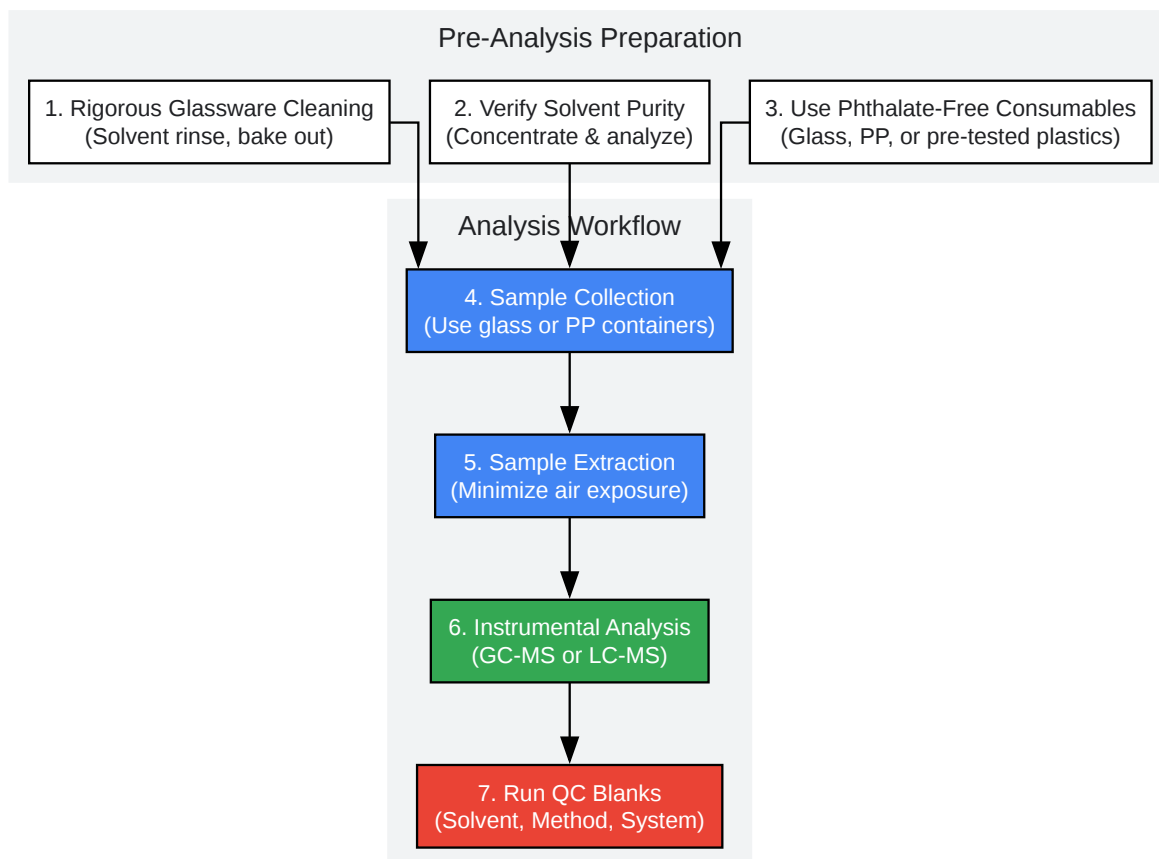 Pre-Analysis Preparation
1. Rigorous Glassware Cleaning
(Solvent rinse, bake out)
2. Verify Solvent Purity
(Concentrate & analyze)
3. Use Phthalate-Free Consumables
(Glass, PP, or pre-tested plastics)
Analysis Workflow
4. Sample Collection
(Use glass or PP containers)
5. Sample Extraction
(Minimize air exposure)
6. Instrumental Analysis
(GC-MS or LC-MS)
7. Run QC Blanks
(Solvent, Method, System)